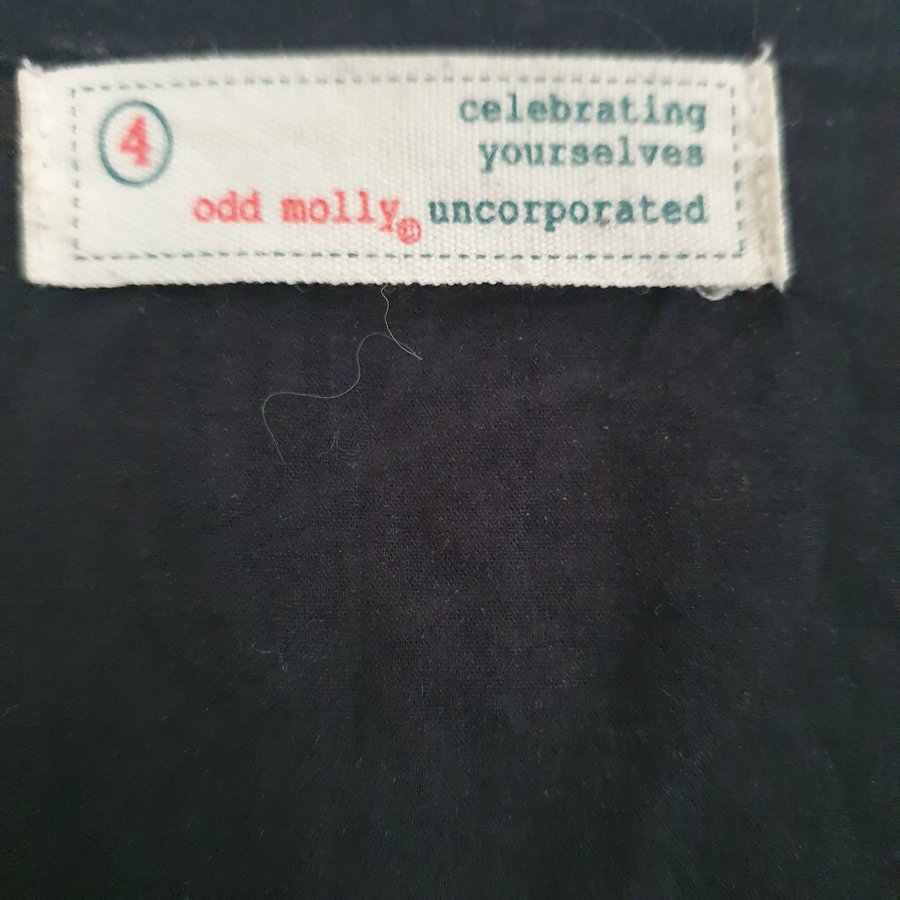 4
celebrating
yourselves
odd molly® uncorporated